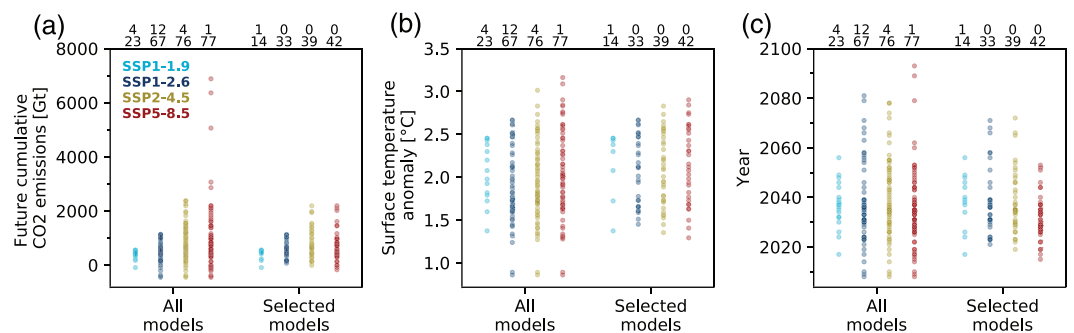 (a)
4 12 4 1 1 0 0 0
23 67 76 77 14 33 39 42
8000
6000
4000
2000
0
Future cumulative
CO2 emissions [Gt]
SSP1-1.9
SSP1-2.6
SSP2-4.5
SSP5-8.5
All
models
Selected
models
(b)
4 12 4 1 1 0 0 0
23 67 76 77 14 33 39 42
3.5
3.0
2.5
2.0
1.5
1.0
Surface temperature
anomaly [°C]
All
models
Selected
models
(c)
4 12 4 1 1 0 0 0
23 67 76 77 14 33 39 42
2100
2080
2060
2040
2020
Year
All
models
Selected
models